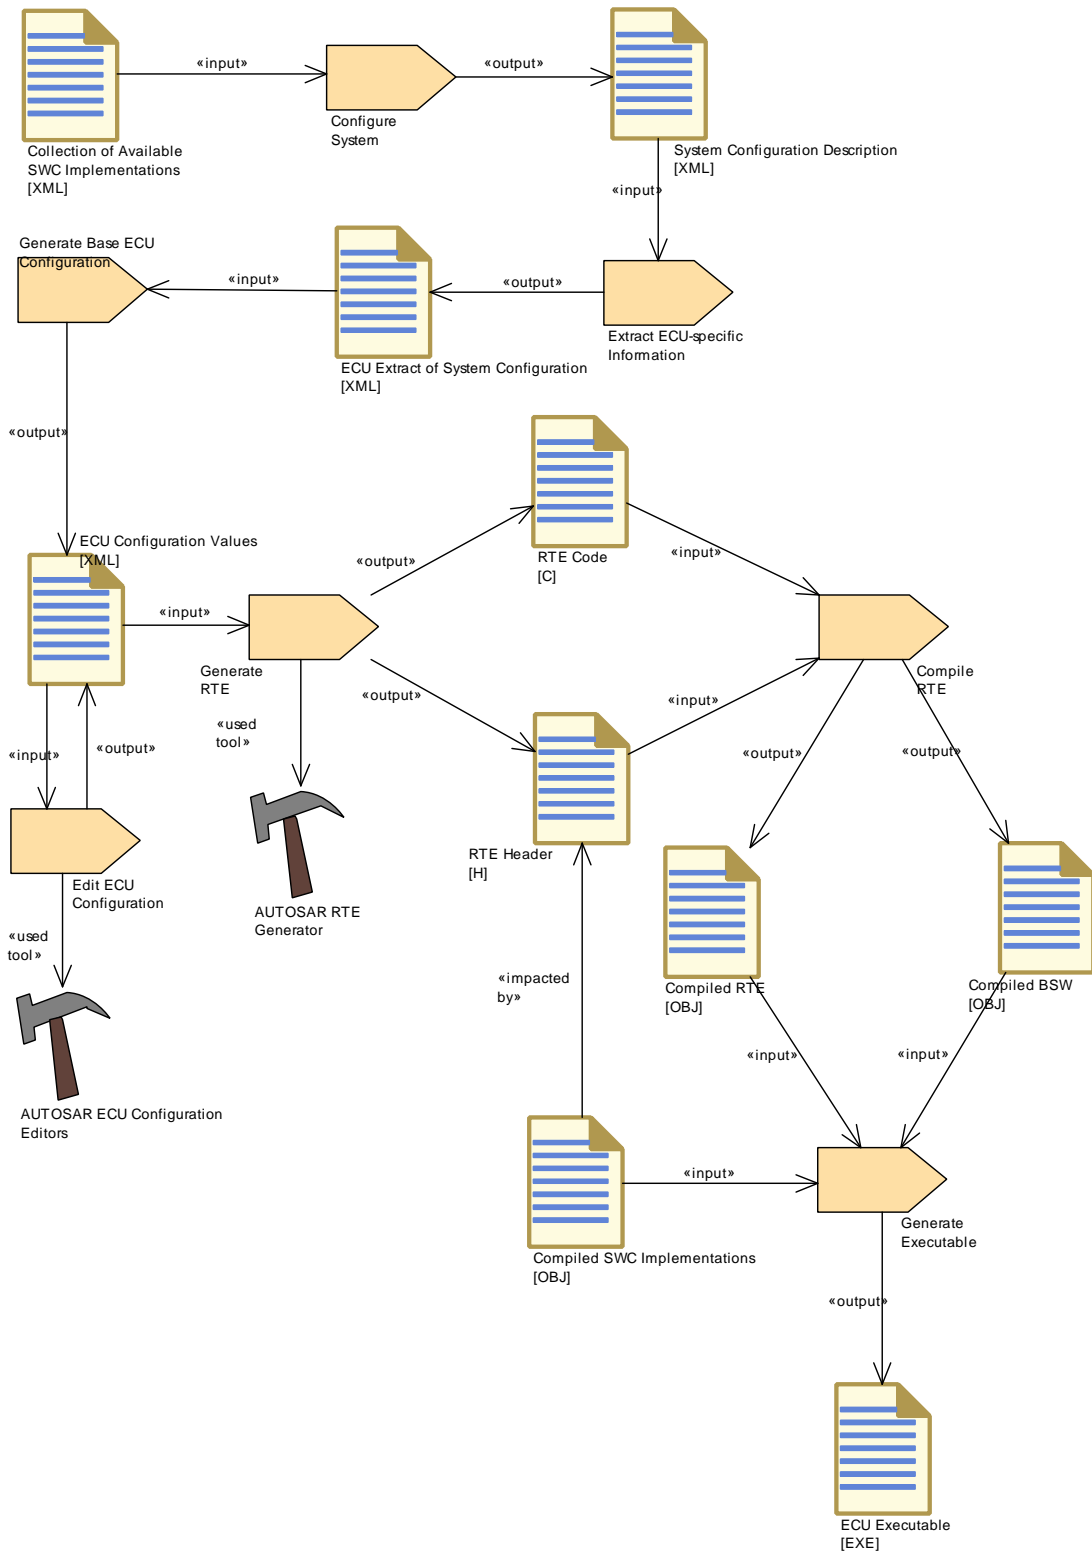 «input»
«output»
Configure
System
Collection of Available
SWC Implementations
[XML]
System Configuration Description
[XML]
«input»
Generate Base ECU
Configuration
«input»
«output»
Extract ECU-specific
Information
ECU Extract of System Configuration
[XML]
«output»
ECU Configuration Values
[XML]
«output»
RTE Code
[C]
«input»
«input»
Generate
RTE
«output»
«input»
Compile
RTE
«used
tool»
«input»
«output»
«output»
«output»
RTE Header
[H]
Edit ECU
Configuration
AUTOSAR RTE
Generator
«used
tool»
«impacted
by»
Compiled RTE
[OBJ]
Compiled BSW
[OBJ]
«input»
«input»
AUTOSAR ECU Configuration
Editors
«input»
Generate
Executable
Compiled SWC Implementations
[OBJ]
«output»
ECU Executable
[EXE]